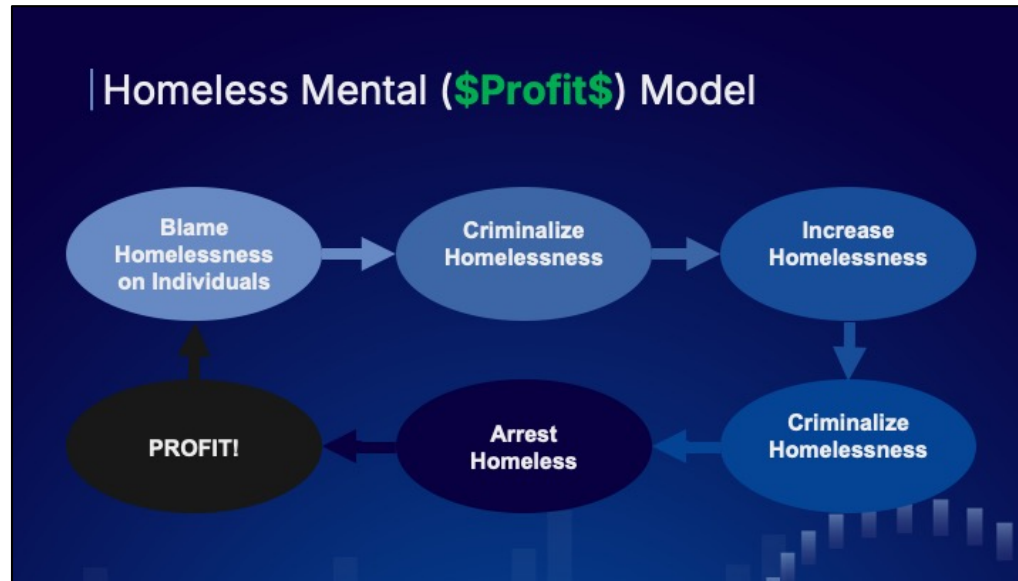 Homeless Mental ($Profit$) Model
Blame
Homelessness
on Individuals
Criminalize
Homelessness
Increase
Homelessness
Criminalize
Homelessness
Arrest
Homeless
PROFIT!